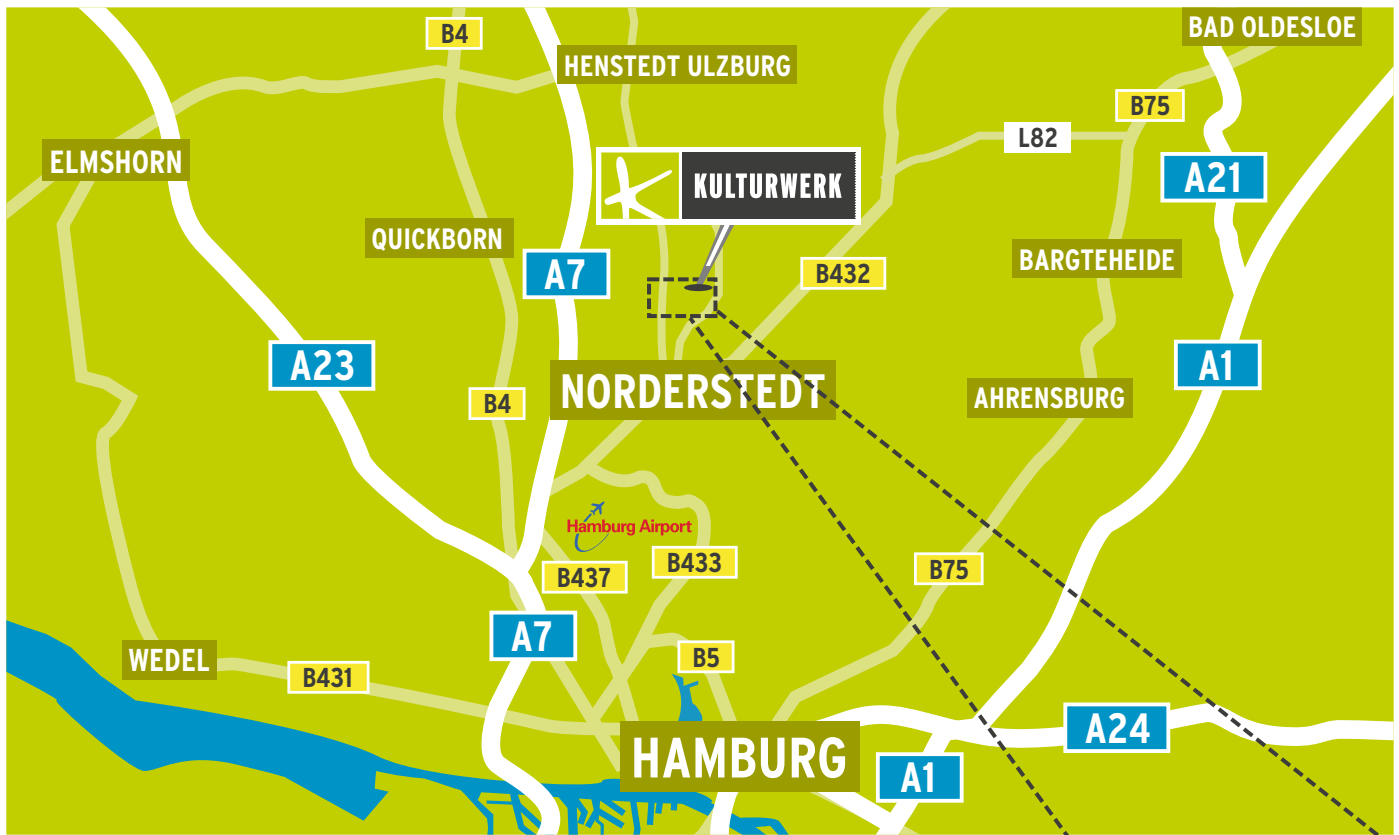 BAD OLDESLOE
B4
HENSTEDT ULZBURG
B75
L82
ELMSHORN
A21
KULTURWERK
QUICKBORN
BARGTEHEIDE
A7
B432
A23
A1
NORDERSTEDT
AHRENSBURG
B4
Hamburg Airport
B433
B75
B437
A7
WEDEL
B5
B431
A24
HAMBURG
A1